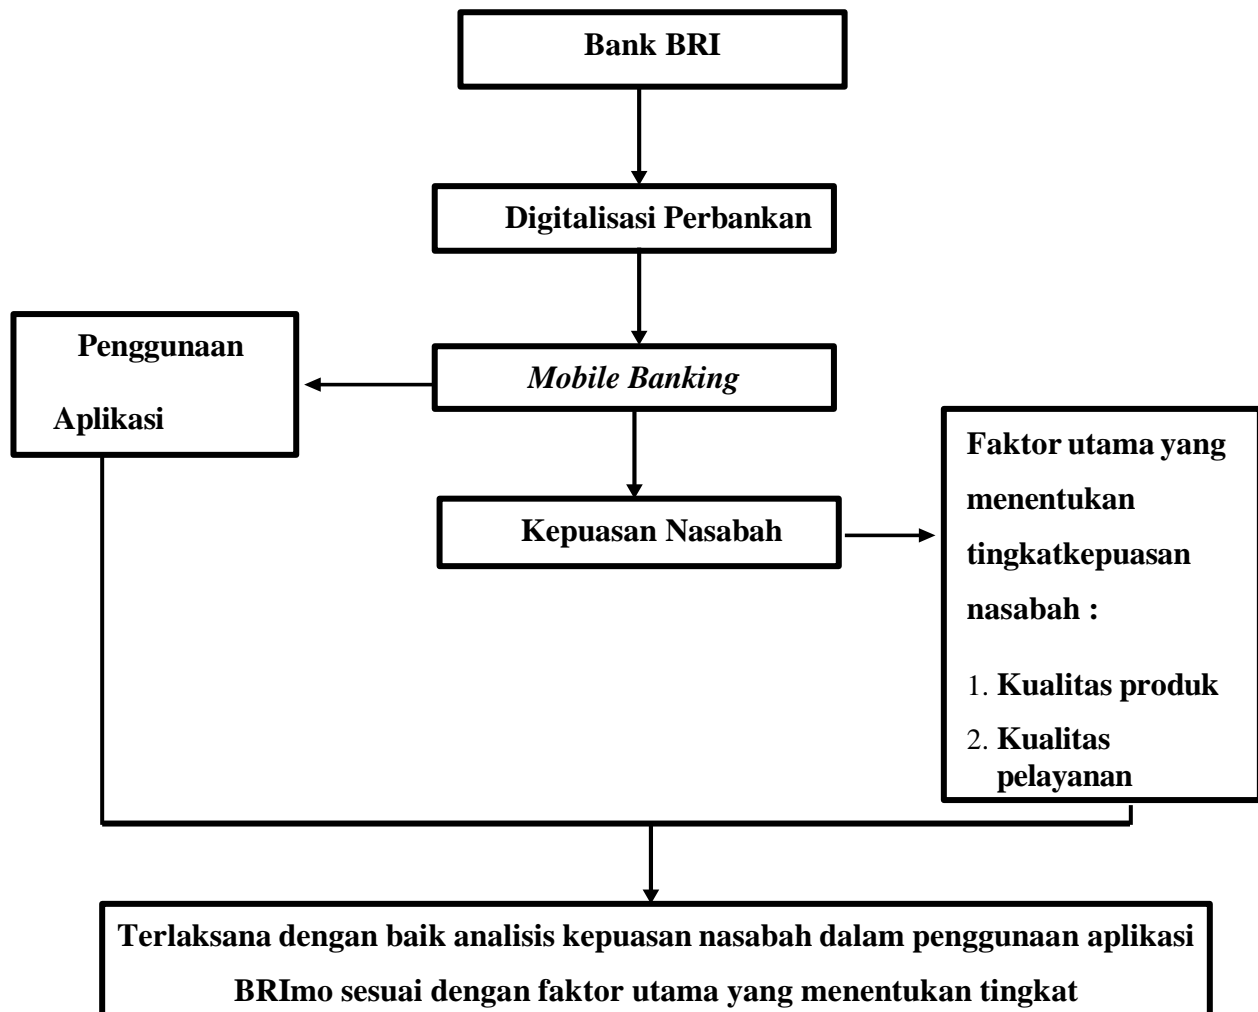 Bank BRI
Digitalisasi Perbankan
Penggunaan
Aplikasi
Mobile Banking
Kepuasan Nasabah
Faktor utama yang
menentukan
tingkatkepuasan
nasabah :
1. Kualitas produk
2. Kualitas
pelayanan
Terlaksana dengan baik analisis kepuasan nasabah dalam penggunaan aplikasi
BRImo sesuai dengan faktor utama yang menentukan tingkat